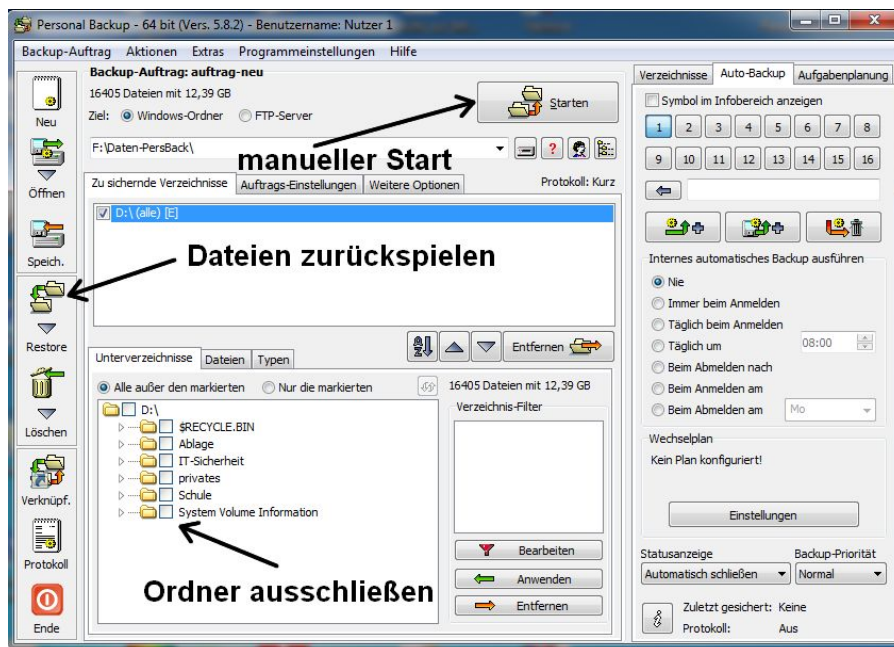 Personal Backup - 64 bit (Vers. 5.8.2) - Benutzername: Nutzer 1
Backup-Auftrag Aktionen Extras Programmeinstellungen Hilfe
Neu
Öffnen
Speich.
Restore
Löschen
Verknüpf.
Protokoll
Ende
Backup-Auftrag: auftrag-neu
16405 Dateien mit 12,39 GB
Ziel: Windows-Ordner FTP-Server
Starten
F:\Daten-PersBack\
manueller Start
Zu sichernde Verzeichnisse Auftrags-Einstellungen Weitere Optionen Protokoll: Kurz
D:\ (alle) [E]
Dateien zurückspielen
Entfernen
Unterverzeichnisse Dateien Typen
Alle außer den markierten Nur die markierten 16405 Dateien mit 12,39 GB
D:\
$RECYCLE.BIN
Ablage
IT-Sicherheit
privates
Schule
System Volume Information
Ordner ausschließen
Verzeichnis-Filter
Bearbeiten
Anwenden
Entfernen
Verzeichnisse Auto-Backup Aufgabenplanung
Symbol im Infobereich anzeigen
1 2 3 4 5 6 7 8
9 10 11 12 13 14 15 16
Internes automatisches Backup ausführen
Nie
Immer beim Anmelden
Täglich beim Anmelden
Täglich um 08:00
Beim Abmelden nach
Beim Anmelden am
Beim Abmelden am Mo
Wechselplan
Kein Plan konfiguriert!
Einstellungen
Statusanzeige Backup-Priorität
Automatisch schließen Normal
Zuletzt gesichert: Keine
Protokoll: Aus